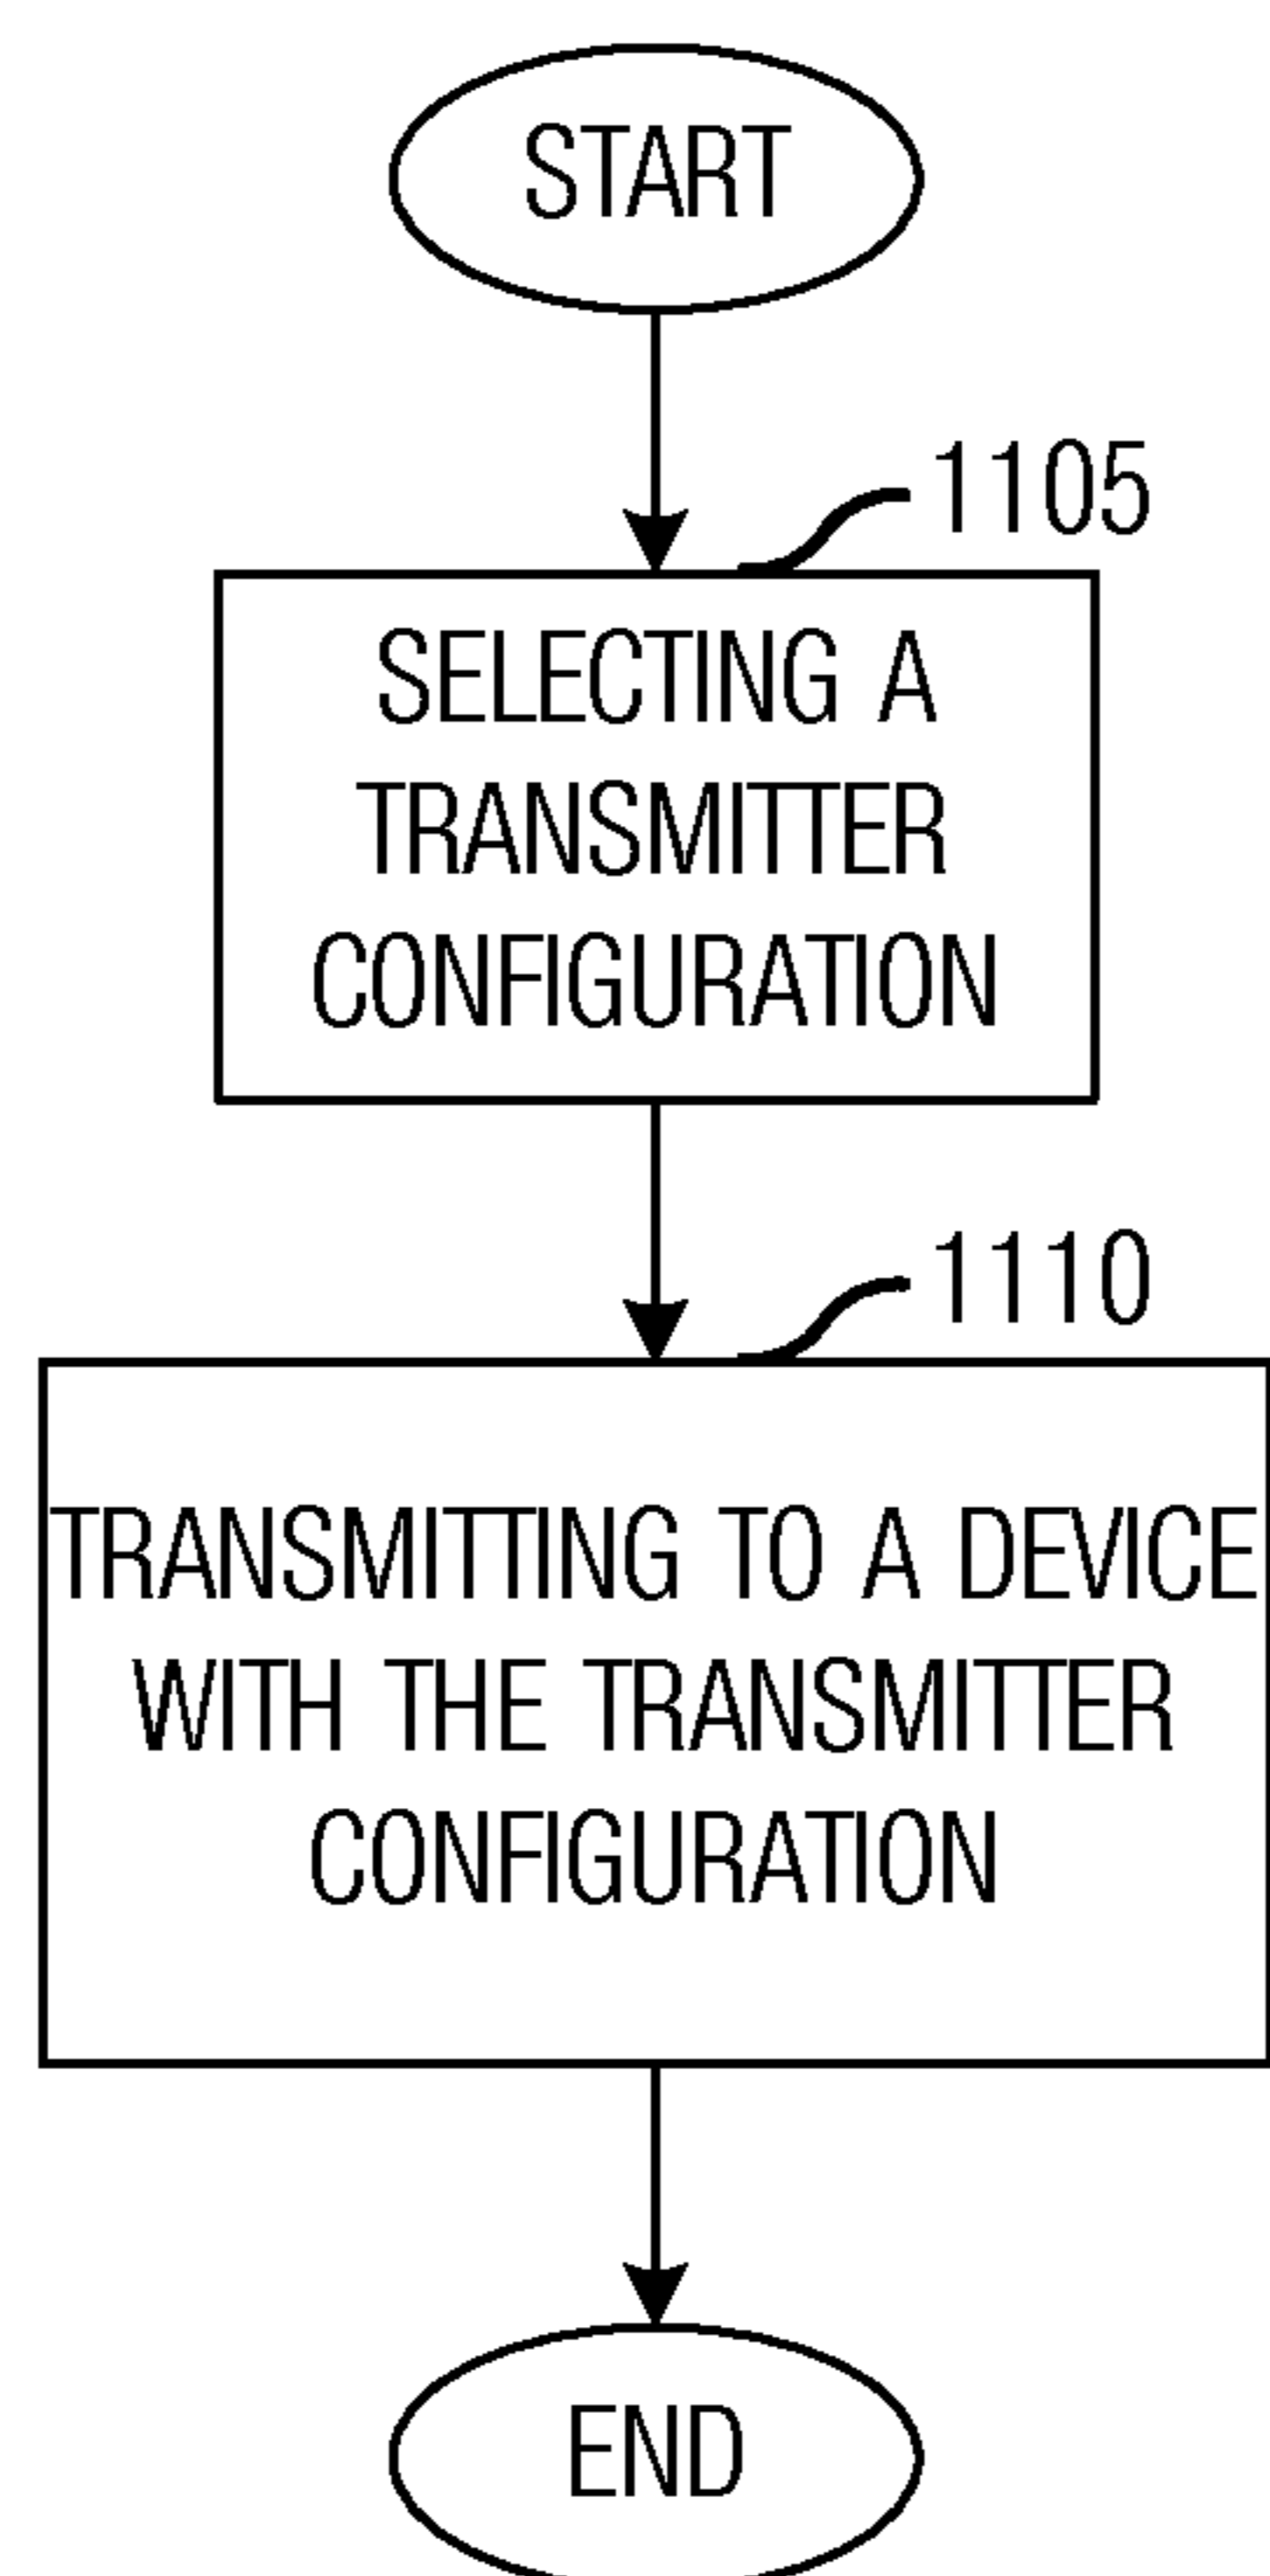 START
1105
SELECTING A
TRANSMITTER
CONFIGURATION
1110
TRANSMITTING TO A DEVICE
WITH THE TRANSMITTER
CONFIGURATION
END